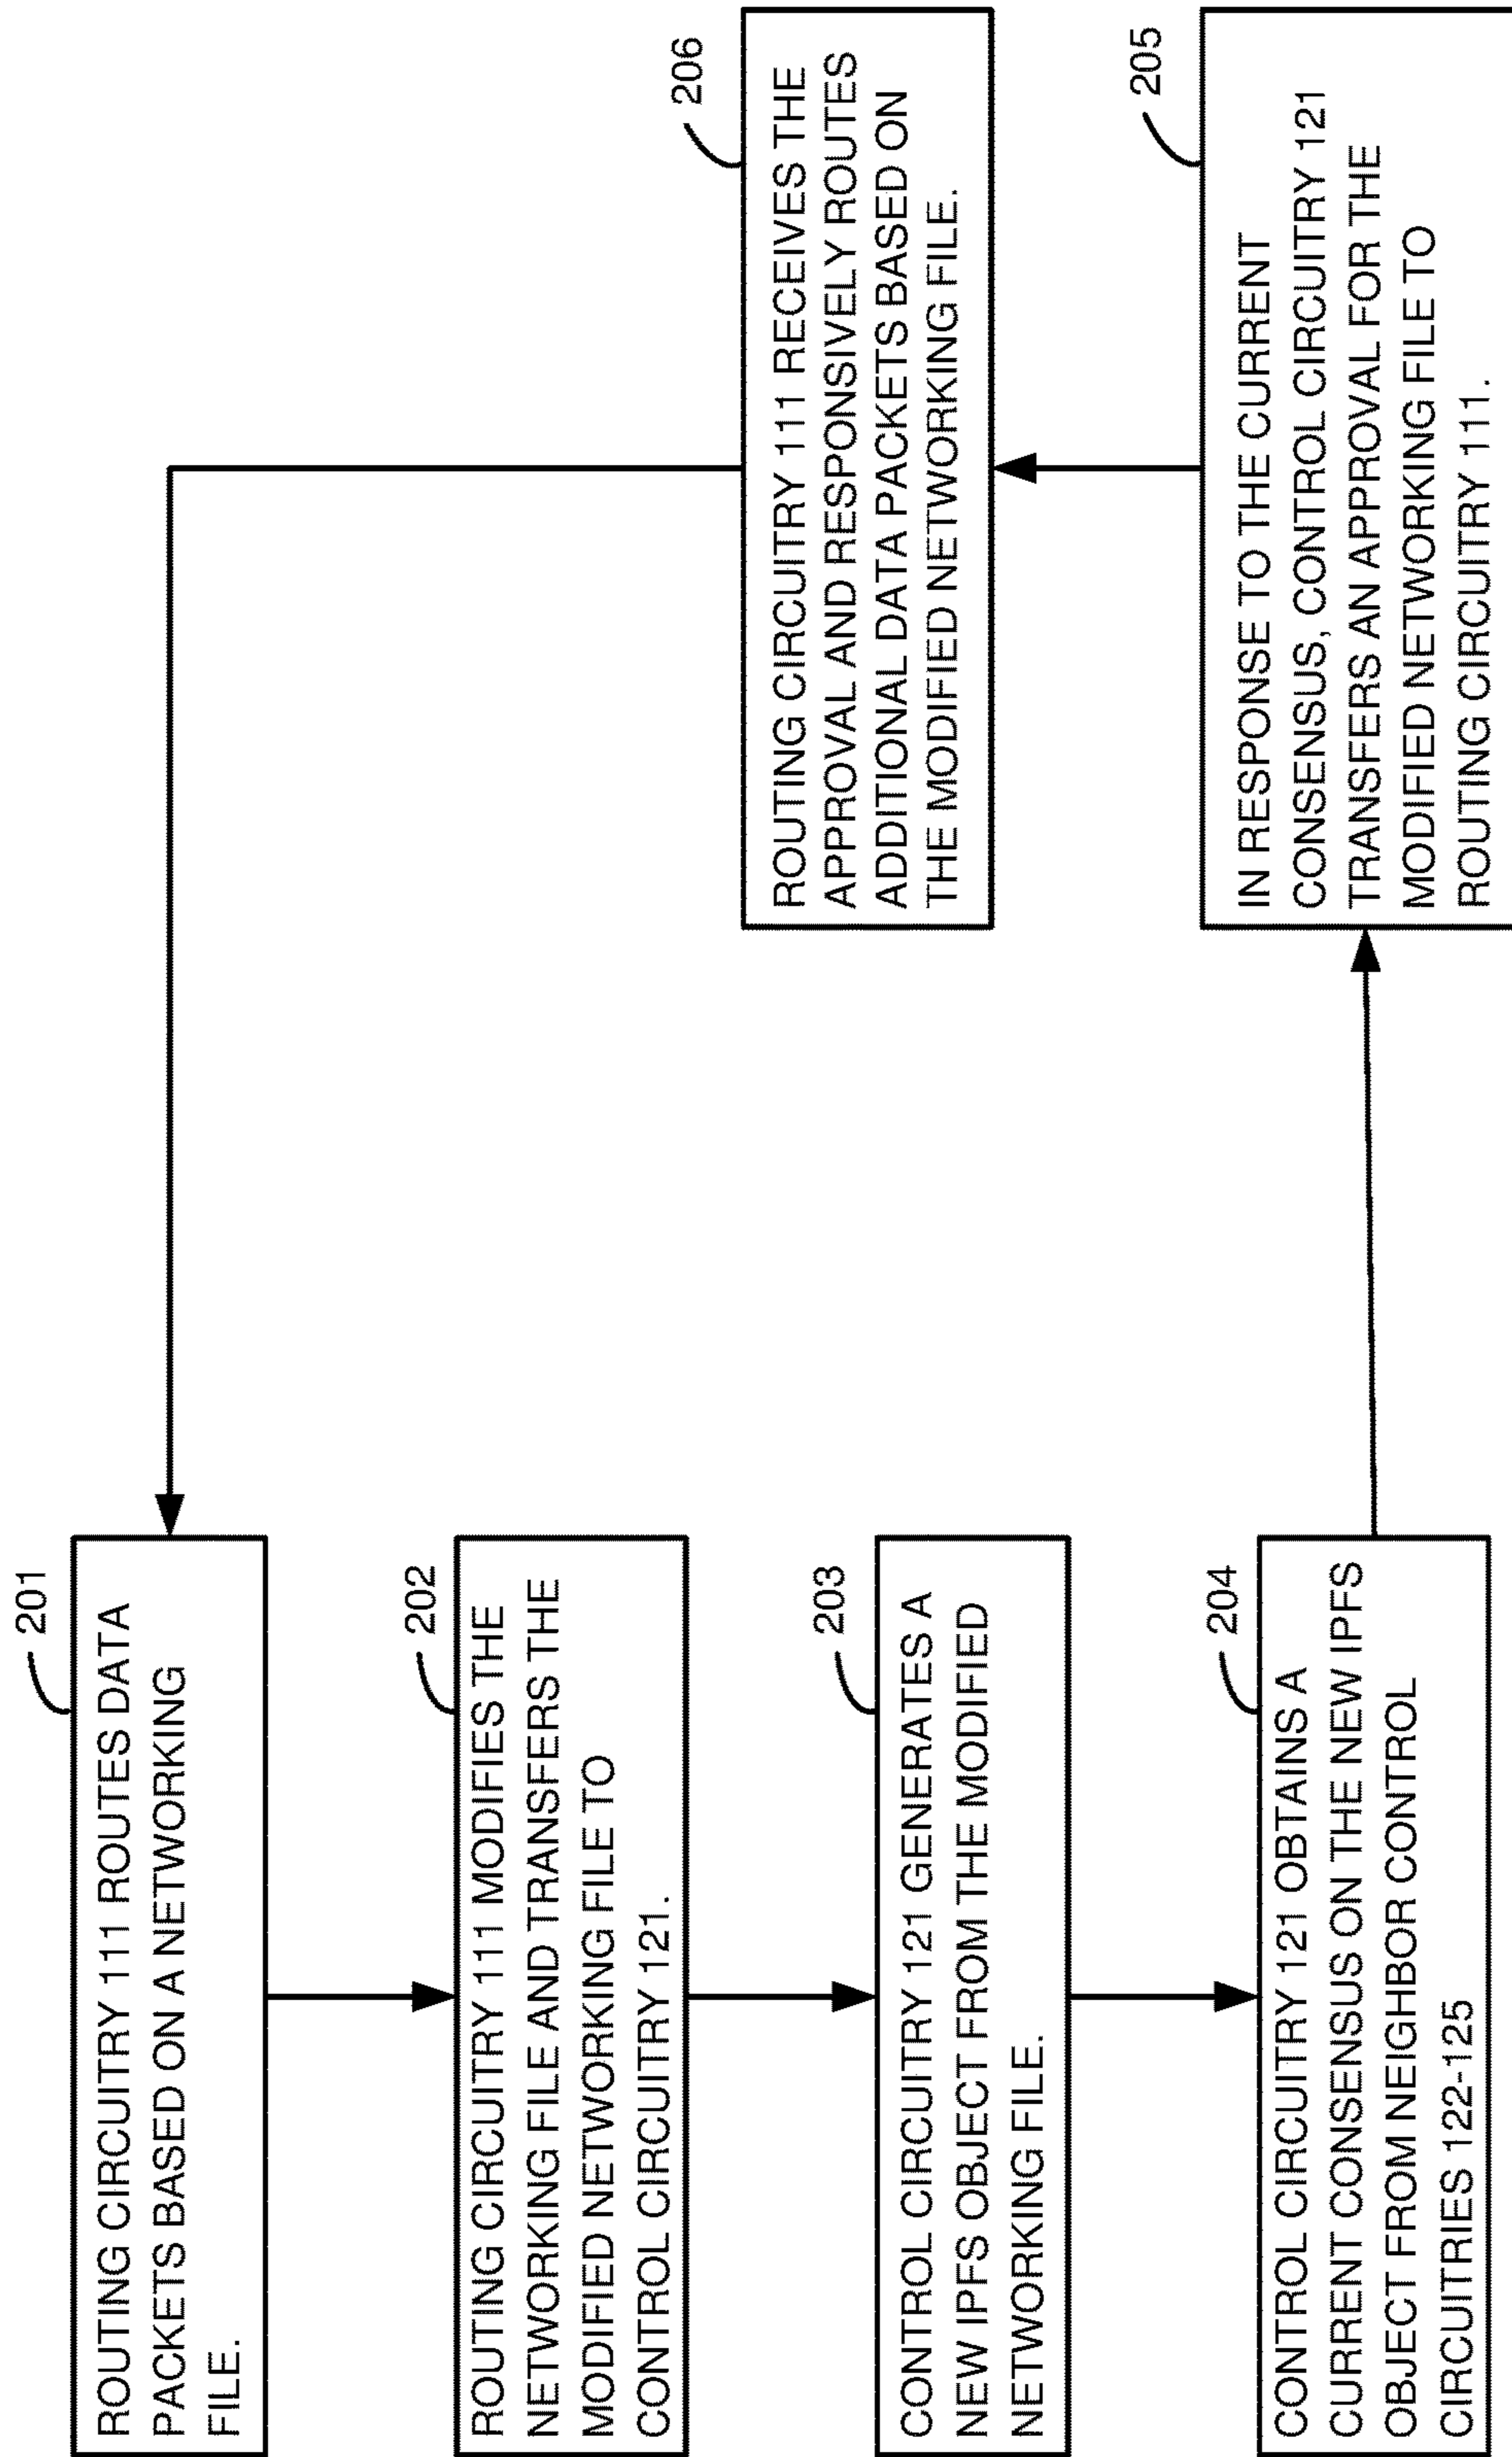 201
ROUTING CIRCUITRY 111 ROUTES DATA
PACKETS BASED ON A NETWORKING
FILE.
202
ROUTING CIRCUITRY 111 MODIFIES THE
NETWORKING FILE AND TRANSFERS THE
MODIFIED NETWORKING FILE TO
CONTROL CIRCUITRY 121.
203
CONTROL CIRCUITRY 121 GENERATES A
NEW IPFS OBJECT FROM THE MODIFIED
NETWORKING FILE.
204
CONTROL CIRCUITRY 121 OBTAINS A
CURRENT CONSENSUS ON THE NEW IPFS
OBJECT FROM NEIGHBOR CONTROL
CIRCUITRIES 122-125
205
IN RESPONSE TO THE CURRENT
CONSENSUS, CONTROL CIRCUITRY 121
TRANSFERS AN APPROVAL FOR THE
MODIFIED NETWORKING FILE TO
ROUTING CIRCUITRY 111.
206
ROUTING CIRCUITRY 111 RECEIVES THE
APPROVAL AND RESPONSIVELY ROUTES
ADDITIONAL DATA PACKETS BASED ON
THE MODIFIED NETWORKING FILE.